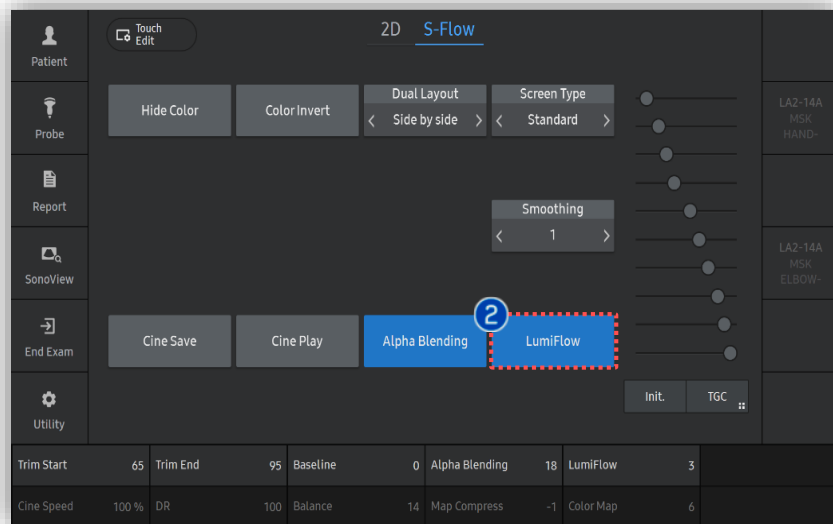 Patient
Touch
Edit
2D
S-Flow
Probe
Hide Color
Color Invert
Dual Layout
Side by side
Screen Type
Standard
LA2-14A
MSK
HAND-
Report
Smoothing
1
SonoView
LA2-14A
MSK
ELBOW-
2
End Exam
Cine Save
Cine Play
Alpha Blending
LumiFlow
Utility
Init.
TGC
Trim Start 65 Trim End 95 Baseline 0 Alpha Blending 18 LumiFlow 3
Cine Speed 100 % DR 100 Balance 14 Map Compress -1 Color Map 6